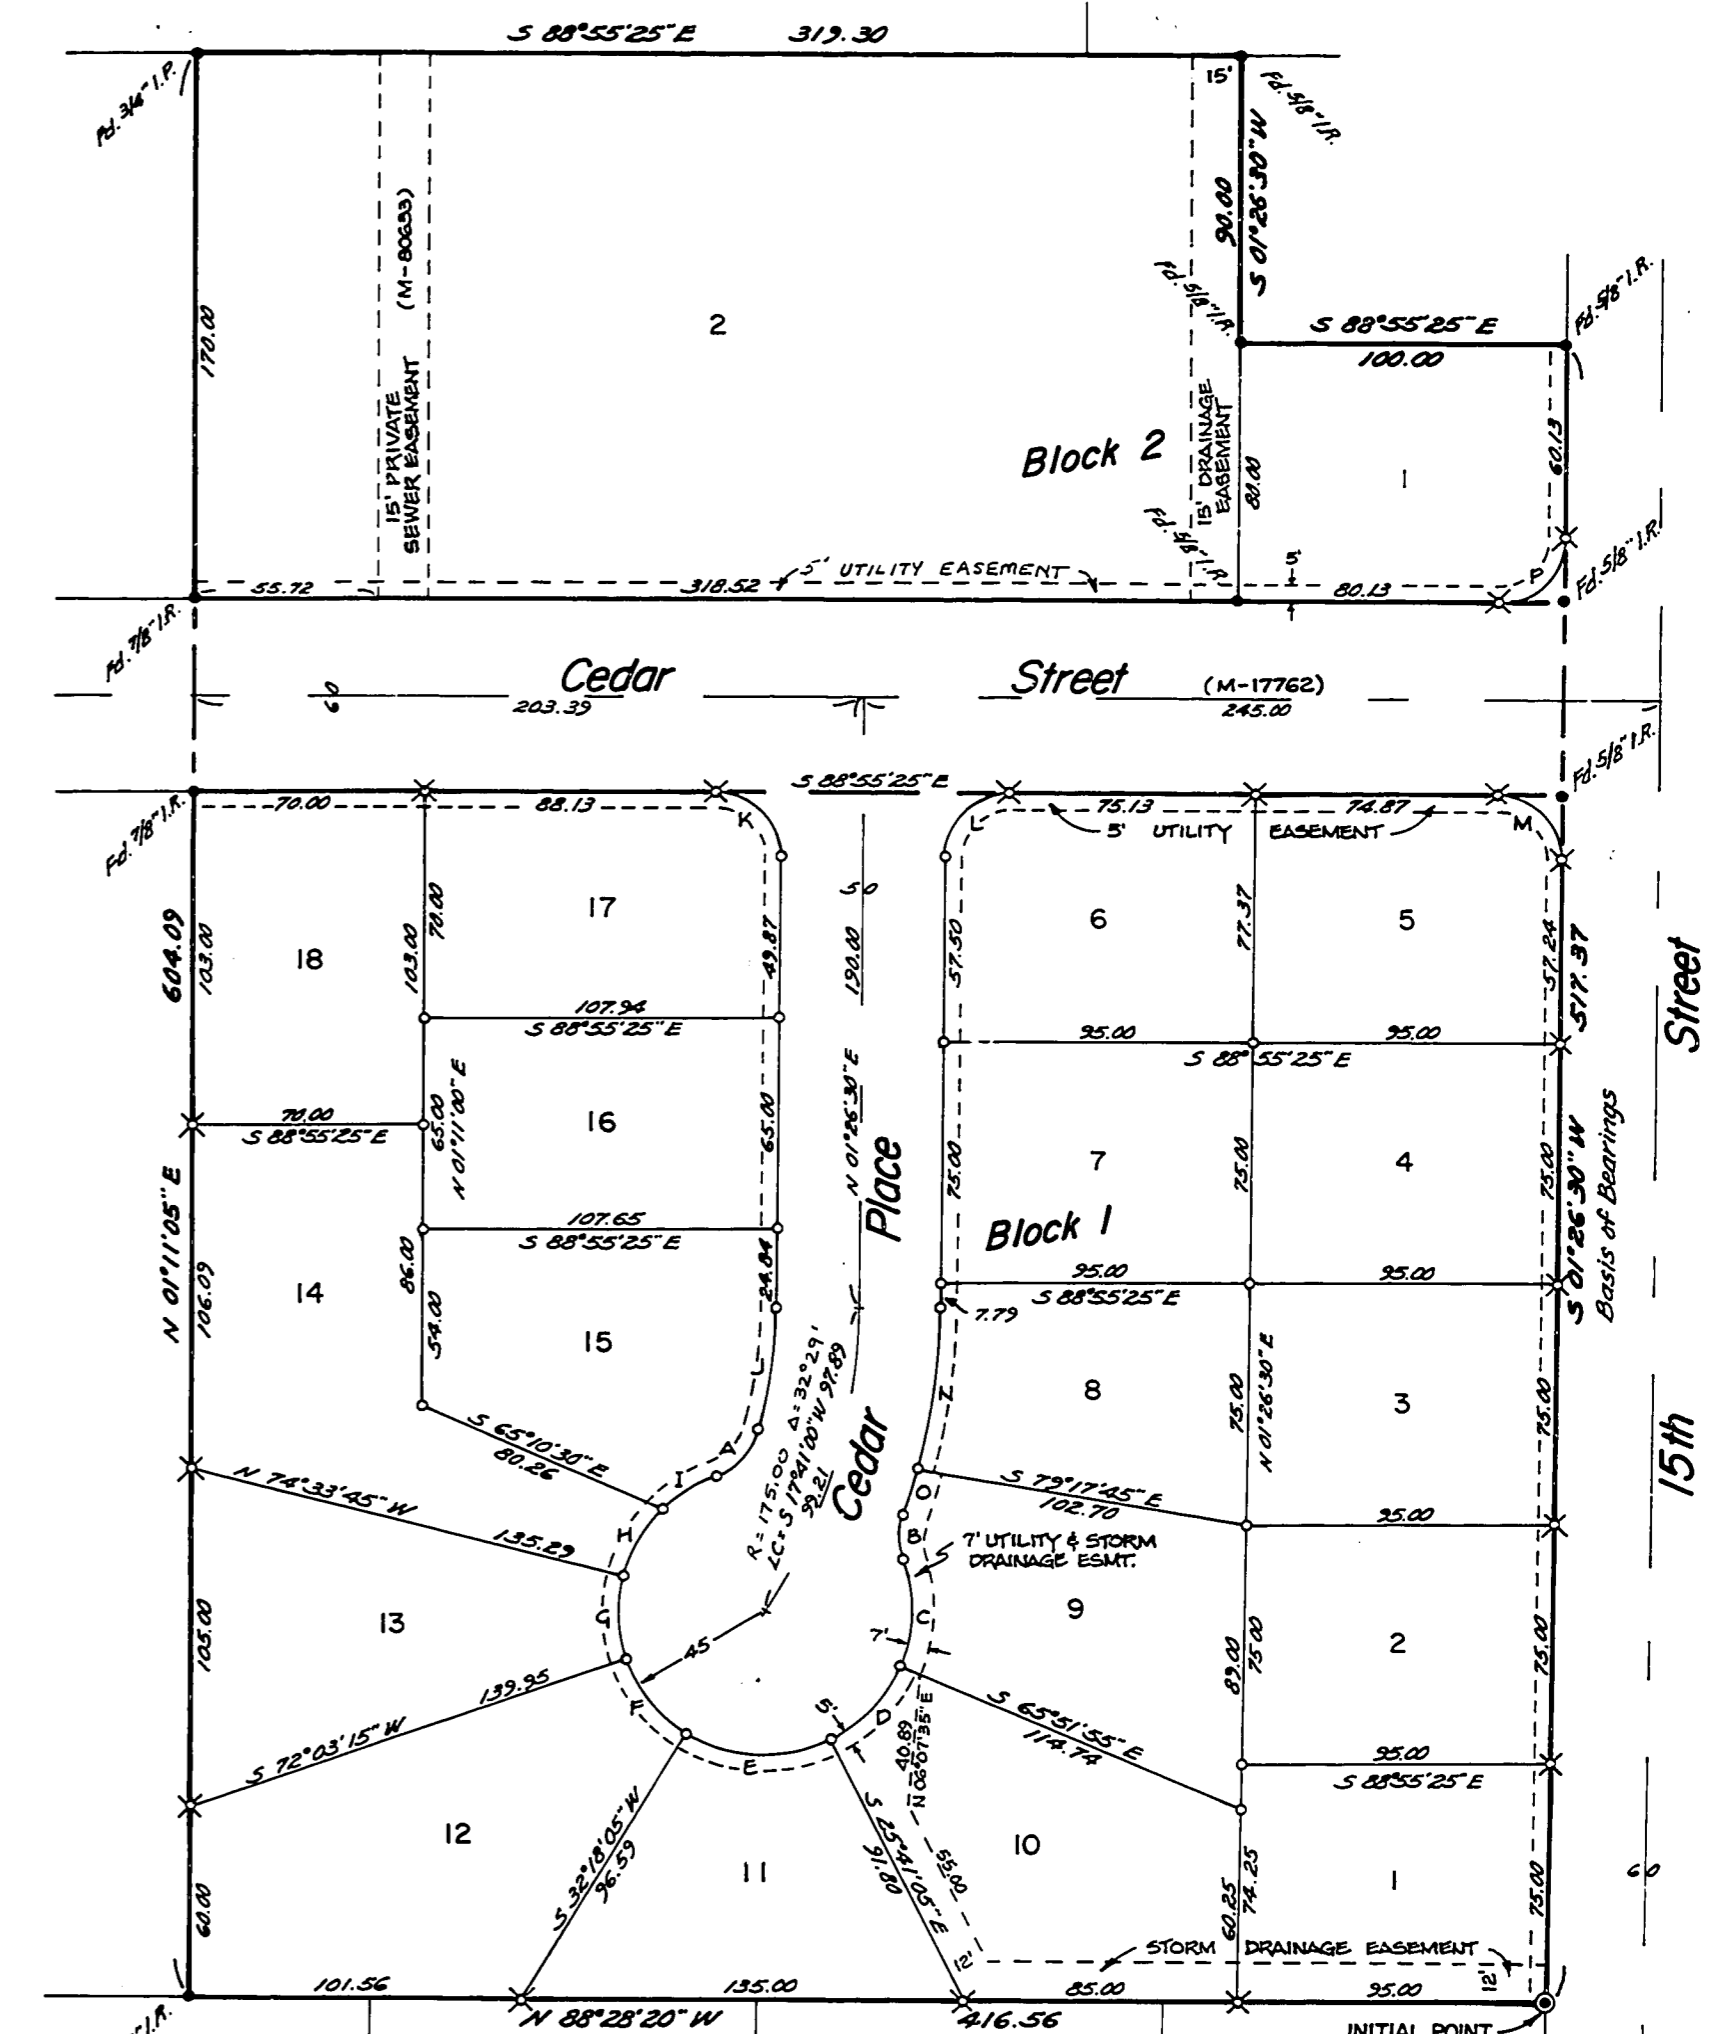 S 88°55'25" E 319.30
Fd. 3/4" I.P.
15'
Fd. 5/8" I.R.
90.00
S 01°26'30" W
170.00
15' PRIVATE
SEWER EASEMENT (M-80653)
2
Fd. 5/8" I.R.
S 88°55'25" E
100.00
Fd. 5/8" I.R.
Block 2
15' DRAINAGE
EASEMENT
80.00
1
60.13
Fd. 5/8" I.R.
5' UTILITY EASEMENT
5'
P
55.72
318.52
80.13
Fd. 5/8" I.R.
Fd. 7/8" I.R.
Cedar Street (M-17762)
60
203.39
245.00
Fd. 5/8" I.R.
S 88°55'25" E
70.00
88.13
K
75.13
74.87
L
5' UTILITY EASEMENT
M
Fd. 7/8" I.R.
50
604.09
103.00
18
103.00
70.00
17
49.87
190.00
57.50
6
77.37
5
57.24
517.37
Street
107.94
S 88°55'25" E
95.00
95.00
S 88°55'25" E
70.00
S 88°55'25" E
65.00
N 01°11'00" E
16
65.00
N 01°26'30" E
Place
75.00
7
75.00
4
75.00
S 01°26'30" W
Basis of Bearings
N 01°11'05" E
106.09
14
107.65
S 88°55'25" E
Block 1
95.00
S 88°55'25" E
95.00
86.00
54.00
15
24.84
7.79
J
R = 175.00 Δ = 32°29'
LC = S 17°41'00" W 97.89
99.21
Cedar
N
8
75.00
N 01°26'30" E
3
75.00
15th
S 65°10'30" E
80.26
A
I
N 74°33'45" W
135.29
H
S 79°17'45" E
102.70
95.00
O
B
7' UTILITY & STORM
DRAINAGE ESMT.
13
105.00
G
45
C
7'
9
89.00
75.00
2
75.00
139.95
S 72°03'15" W
F
5'
D
E
40.89
N 06°07'35" E
S 65°51'55" E
114.74
95.00
S 88°55'25" E
12
60.00
S 32°18'05" W
96.59
11
S 25°41'05" E
91.80
55.00
10
60.25
74.25
1
75.00
60
12'
STORM DRAINAGE EASEMENT
12'
101.56
135.00
85.00
95.00
N 88°28'20" W
416.56
INITIAL POINT
I.R.